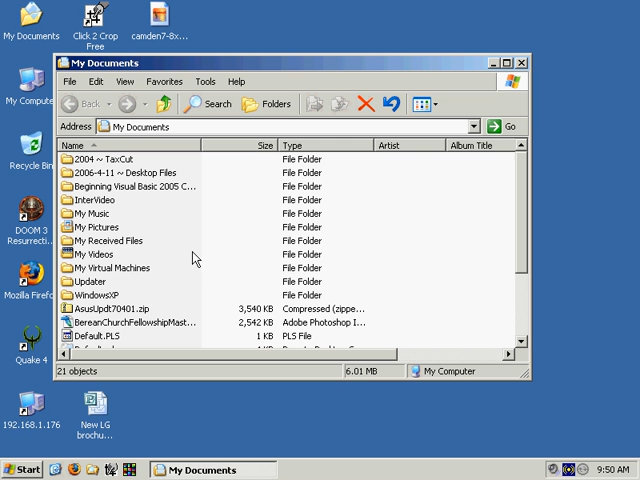 My Documents
Click 2 Crop
Free
camden7-8x...
My Computer
Recycle Bin
DOOM 3
Resurrecti...
Mozilla Firefox
Quake 4
192.168.1.176
New LG
brochu...
My Documents
File Edit View Favorites Tools Help
Back Search Folders
Address My Documents Go
Name Size Type Artist Album Title
2004 ~ TaxCut File Folder
2006-4-11 ~ Desktop Files File Folder
Beginning Visual Basic 2005 C... File Folder
InterVideo File Folder
My Music File Folder
My Pictures File Folder
My Received Files File Folder
My Videos File Folder
My Virtual Machines File Folder
Updater File Folder
WindowsXP File Folder
AsusUpdt70401.zip 3,540 KB Compressed (zippe...
BereanChurchFellowshipMast... 2,542 KB Adobe Photoshop I...
Default.PLS 1 KB PLS File
21 objects 6.01 MB My Computer
Start My Documents 9:50 AM